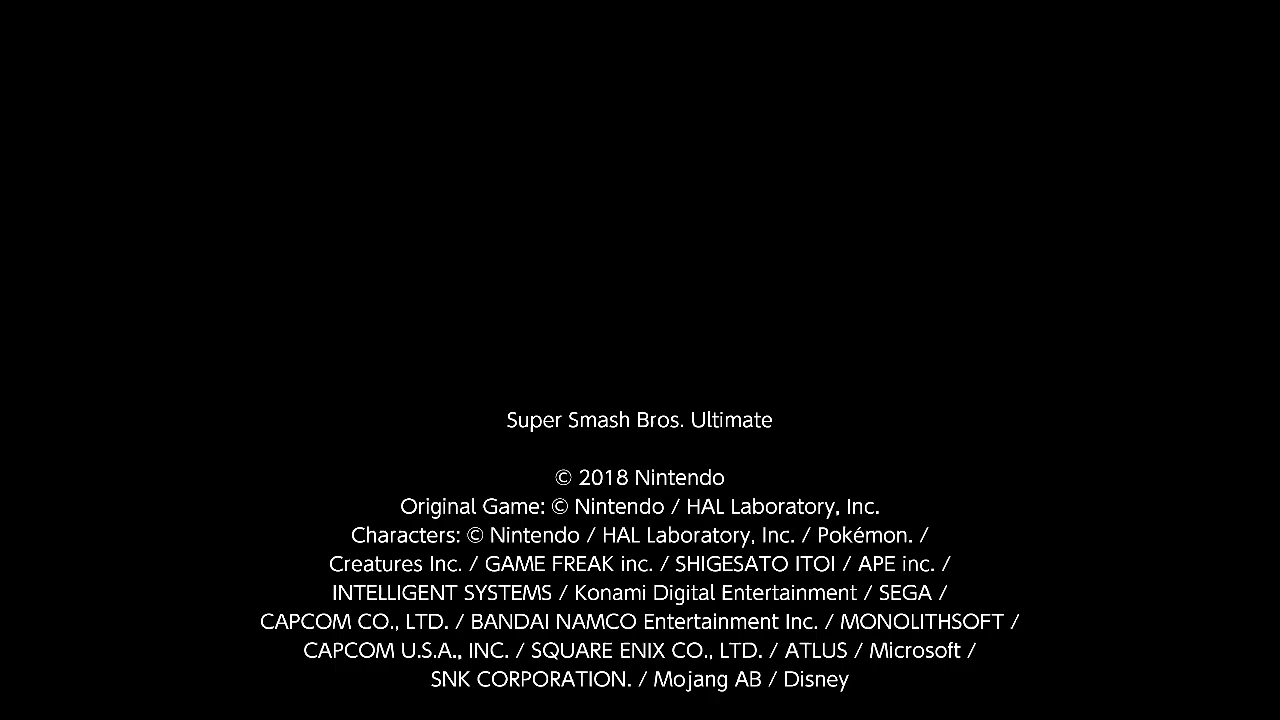 Super Smash Bros. Ultimate
© 2018 Nintendo
Original Game: © Nintendo / HAL Laboratory, Inc.
Characters: © Nintendo / HAL Laboratory, Inc. / Pokémon. /
Creatures Inc. / GAME FREAK inc. / SHIGESATO ITOI / APE inc. /
INTELLIGENT SYSTEMS / Konami Digital Entertainment / SEGA /
CAPCOM CO., LTD. / BANDAI NAMCO Entertainment Inc. / MONOLITHSOFT /
CAPCOM U.S.A., INC. / SQUARE ENIX CO., LTD. / ATLUS / Microsoft /
SNK CORPORATION. / Mojang AB / Disney